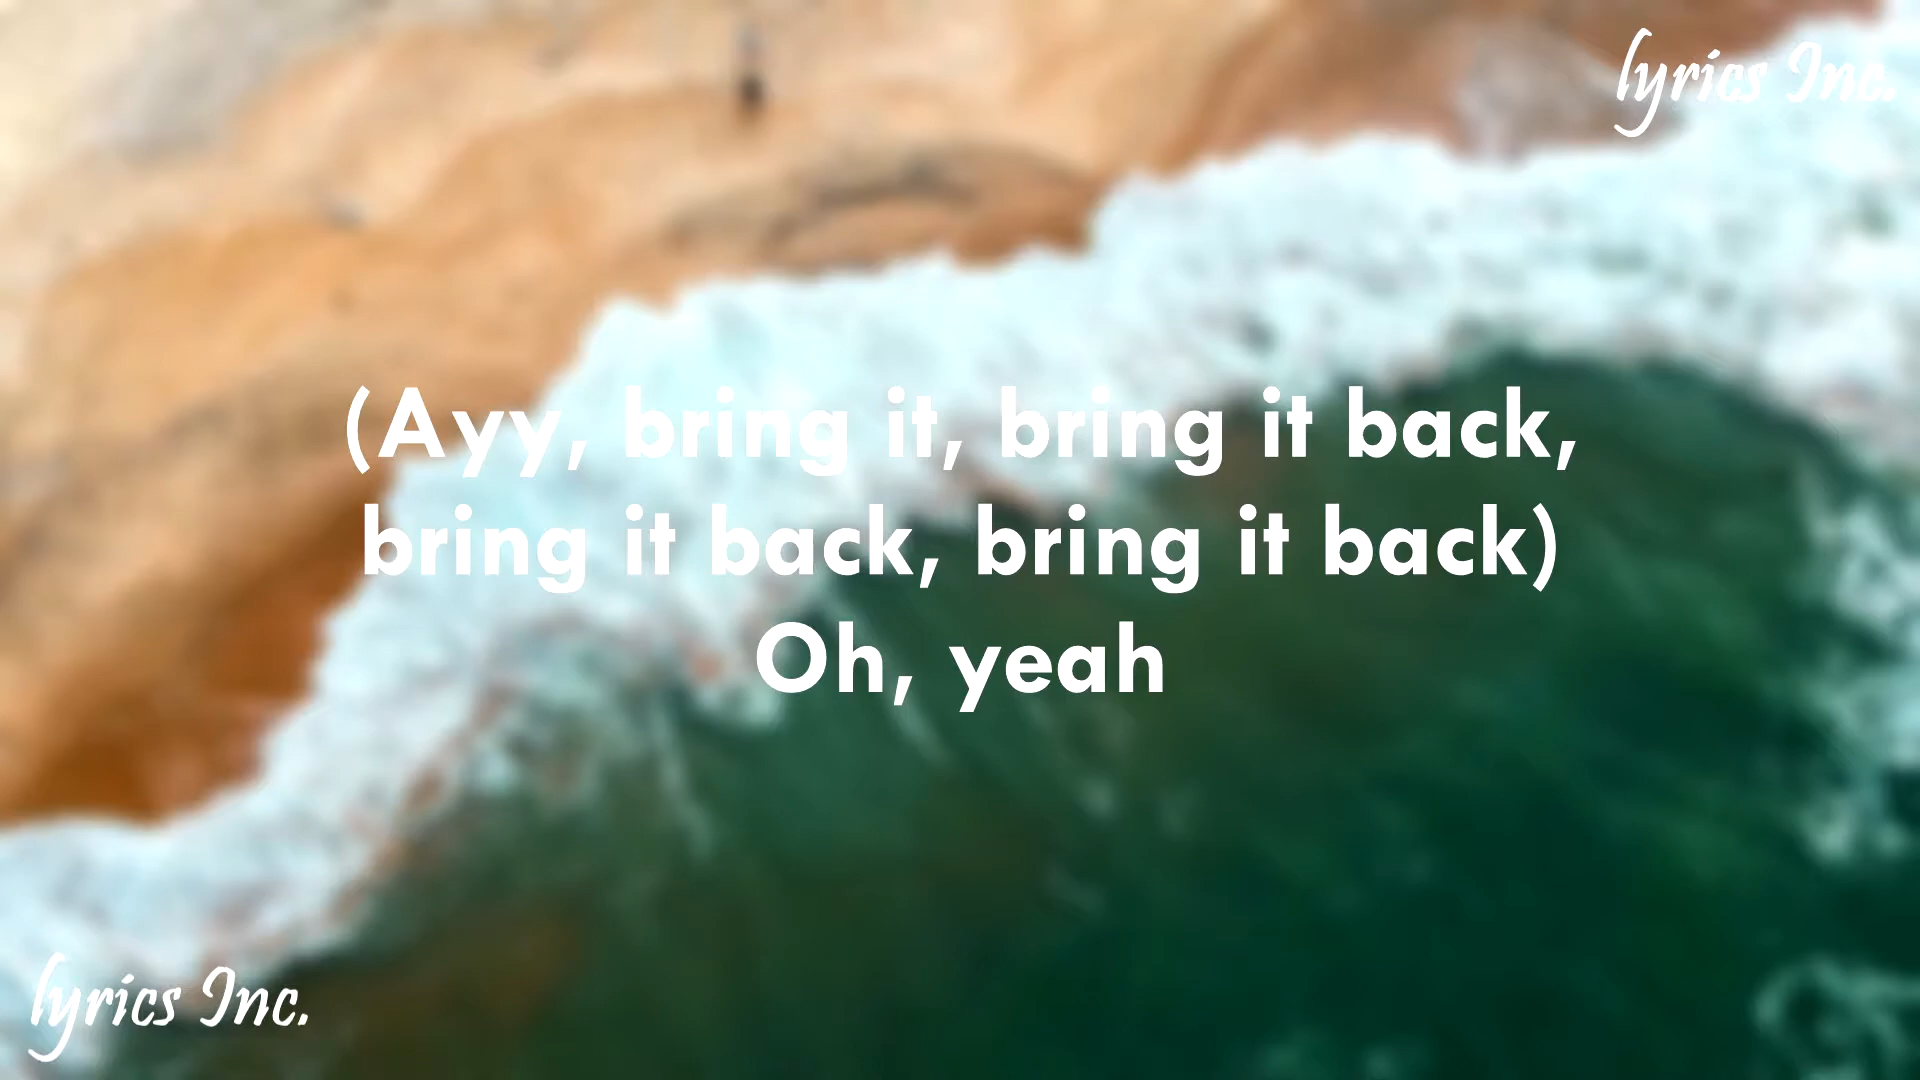 lyrics Inc.
(Ayy, bring it, bring it back,
bring it back, bring it back)
Oh, yeah
lyrics Inc.